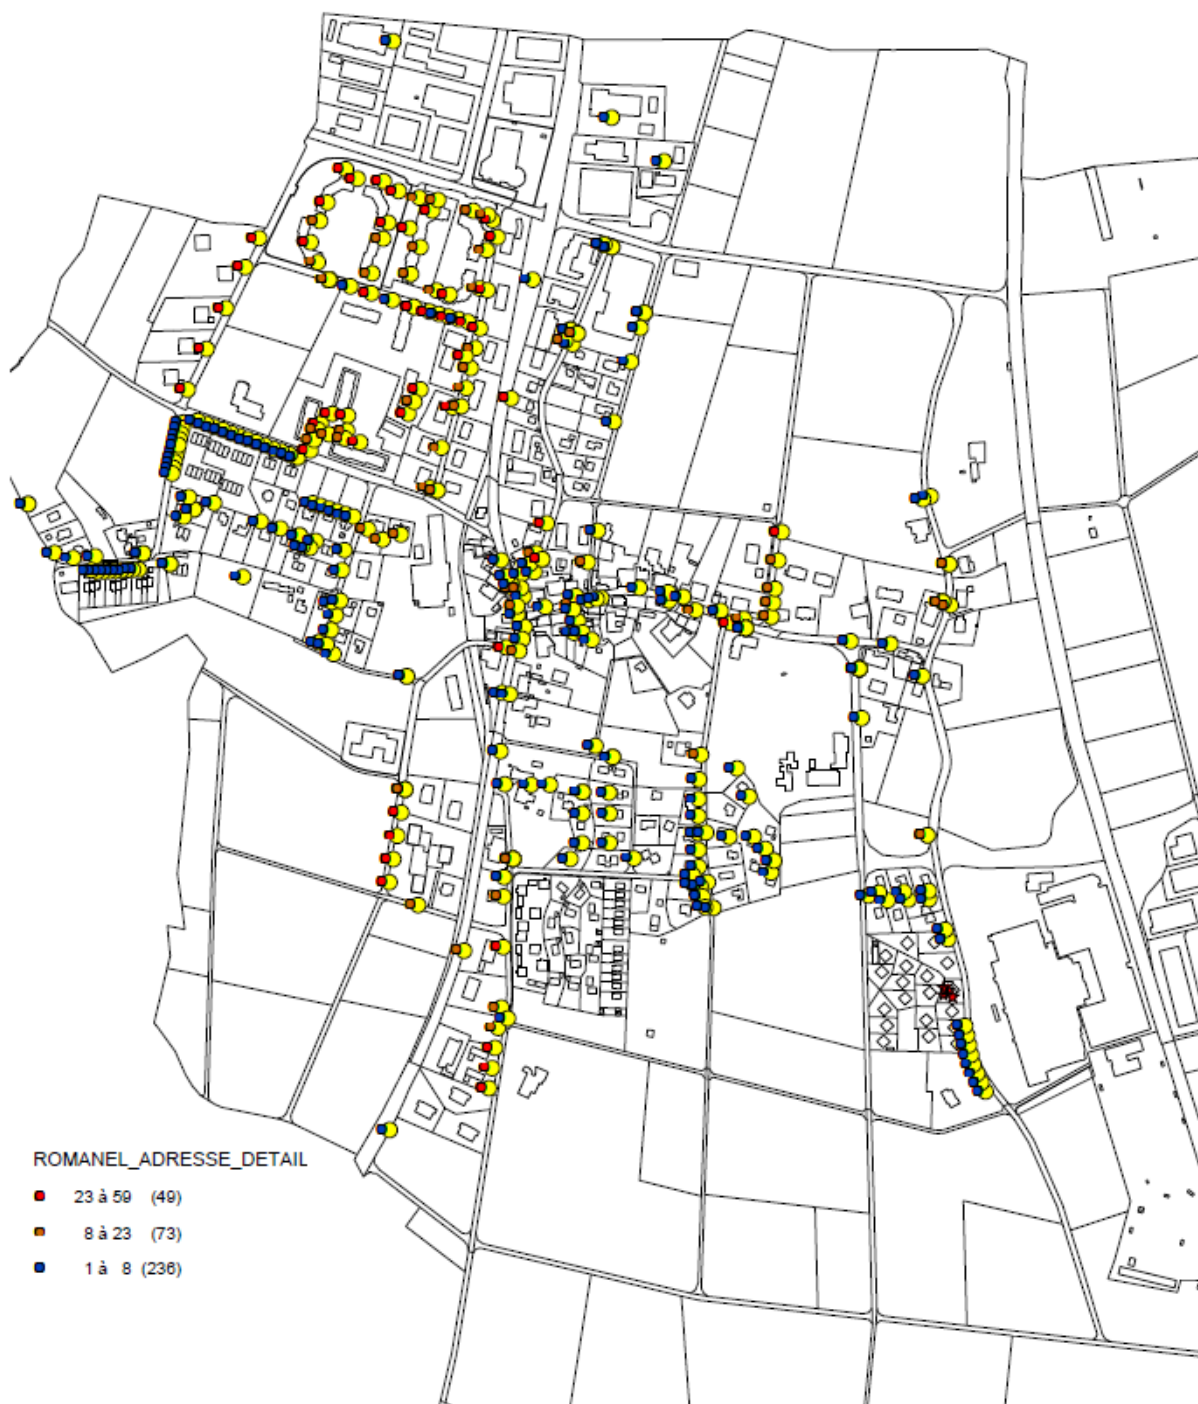 ROMANEL_ADRESSE_DETAIL
23 à 59 (49)
8 à 23 (73)
1 à 8 (236)